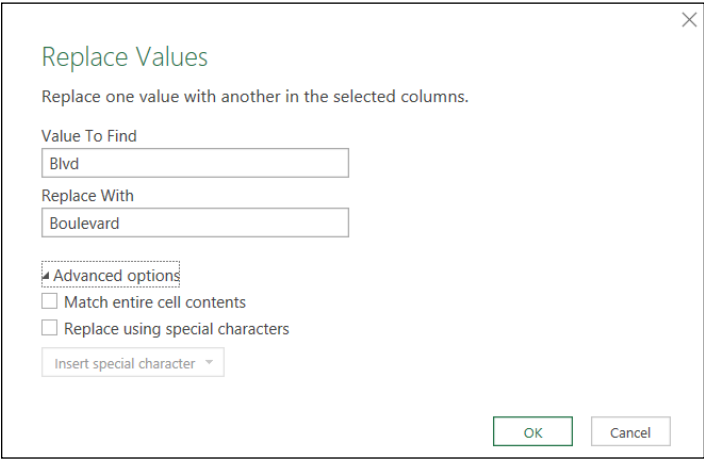 Replace Values
Replace one value with another in the selected columns.
Value To Find
Blvd
Replace With
Boulevard
Advanced options
Match entire cell contents
Replace using special characters
Insert special character
OK Cancel